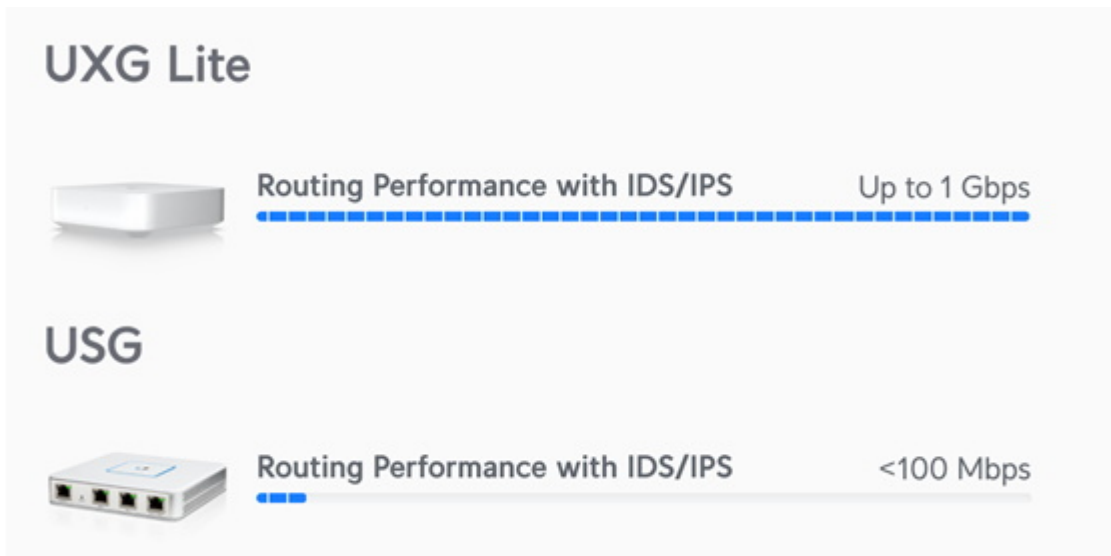 UXG Lite
Routing Performance with IDS/IPS Up to 1 Gbps
USG
Routing Performance with IDS/IPS <100 Mbps